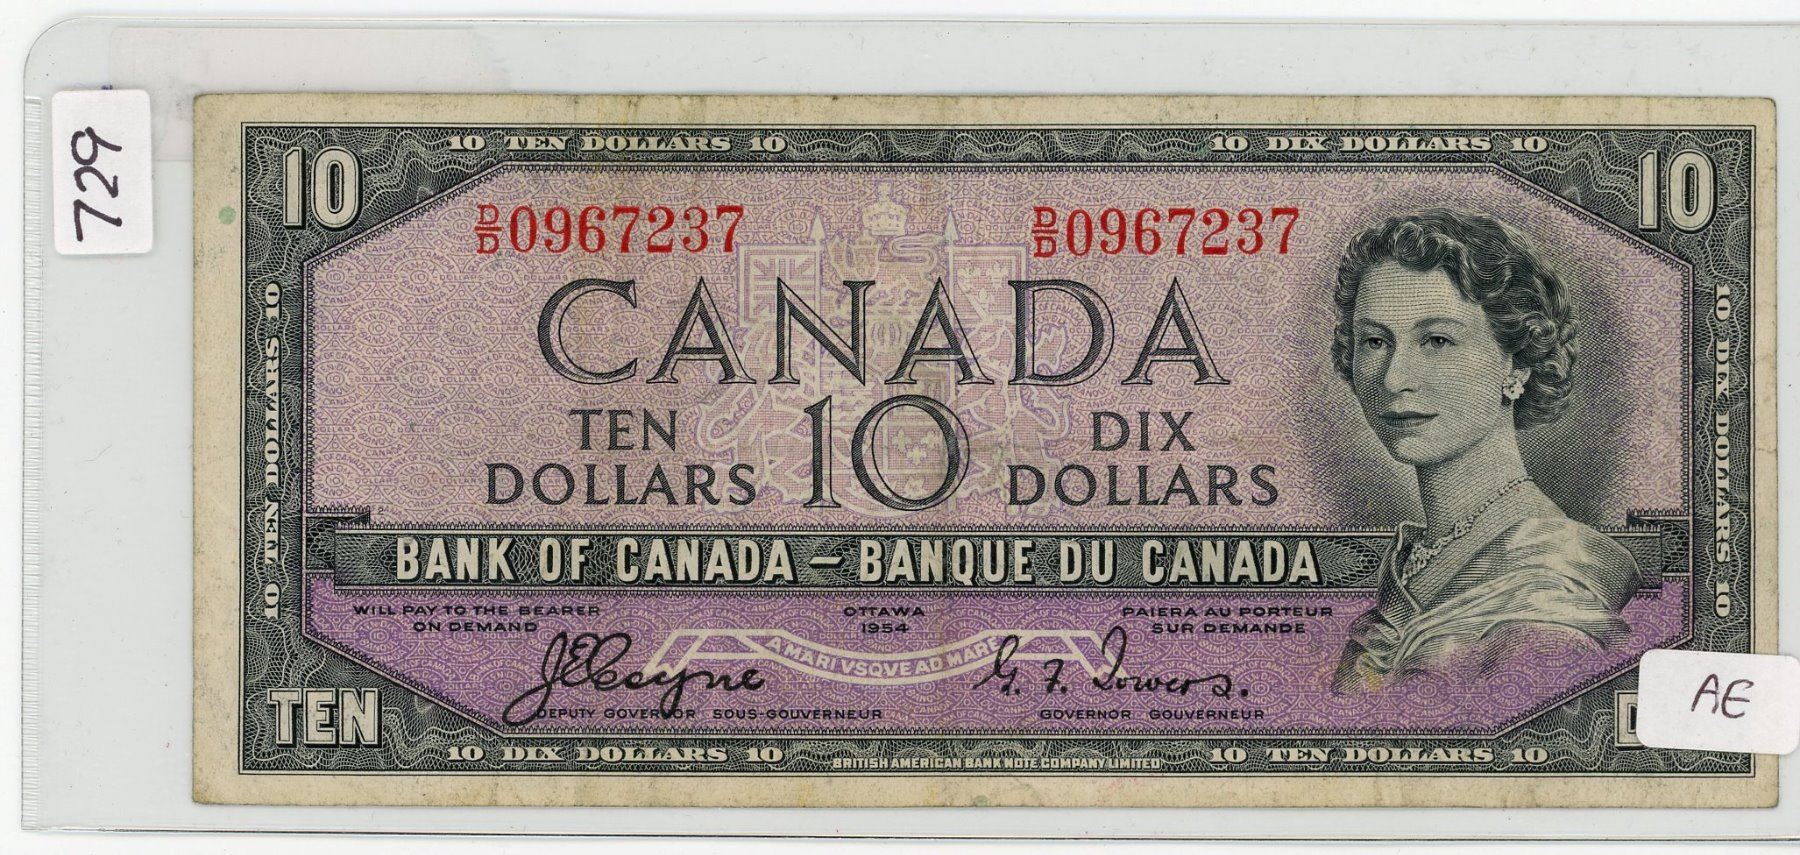 729
10 TEN DOLLARS 10
10 DIX DOLLARS 10
10
10
D/D 0967237
D/D 0967237
CANADA
TEN DOLLARS
10
DIX DOLLARS
10 TEN DOLLARS 10
10 DIX DOLLARS 10
BANK OF CANADA – BANQUE DU CANADA
WILL PAY TO THE BEARER
ON DEMAND
OTTAWA
1954
PAIERA AU PORTEUR
SUR DEMANDE
A MARI VSQVE AD MARE
J E Coyne
G. F. Towers.
DEPUTY GOVERNOR SOUS-GOUVERNEUR
GOVERNOR GOUVERNEUR
TEN
AE
10 DIX DOLLARS 10
BRITISH AMERICAN BANK NOTE COMPANY LIMITED
10 TEN DOLLARS 10